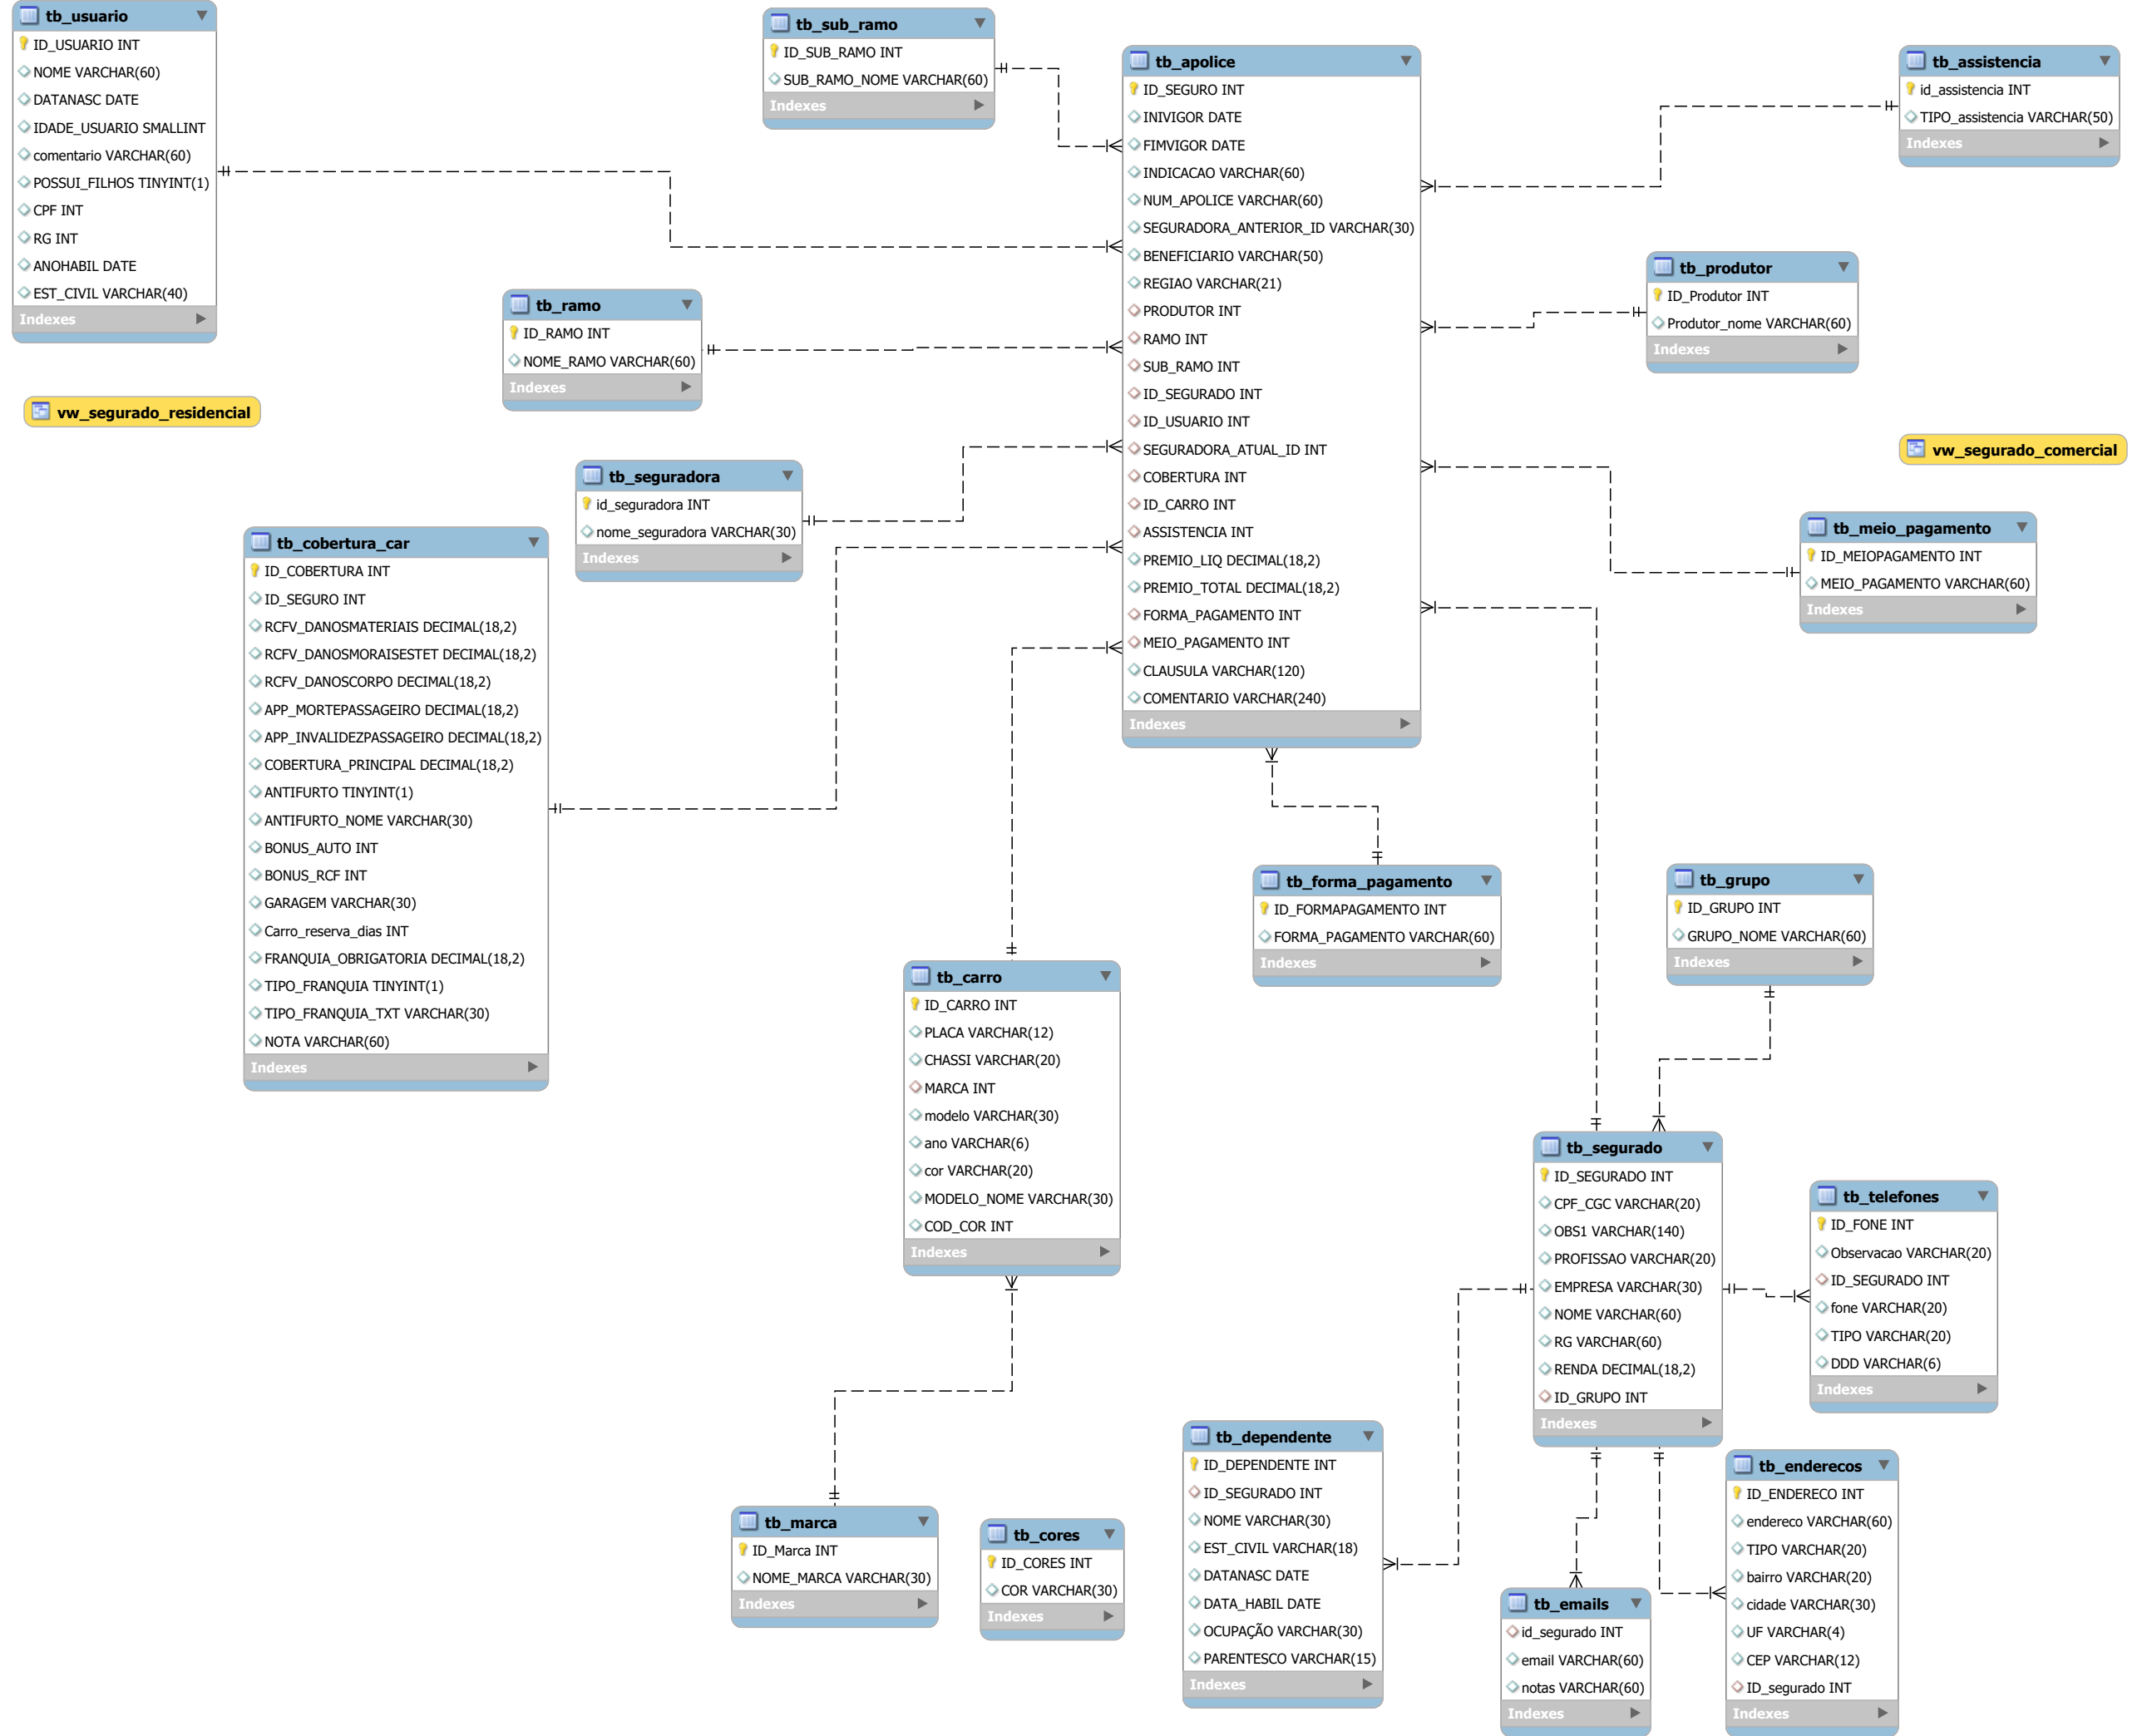 tb_usuario
ID_USUARIO INT
NOME VARCHAR(60)
DATANASC DATE
IDADE_USUARIO SMALLINT
comentario VARCHAR(60)
POSSUI_FILHOS TINYINT(1)
CPF INT
RG INT
ANOHABIL DATE
EST_CIVIL VARCHAR(40)
Indexes
tb_sub_ramo
ID_SUB_RAMO INT
SUB_RAMO_NOME VARCHAR(60)
Indexes
tb_apolice
ID_SEGURO INT
INIVIGOR DATE
FIMVIGOR DATE
INDICACAO VARCHAR(60)
NUM_APOLICE VARCHAR(60)
SEGURADORA_ANTERIOR_ID VARCHAR(30)
BENEFICIARIO VARCHAR(50)
REGIAO VARCHAR(21)
PRODUTOR INT
RAMO INT
SUB_RAMO INT
ID_SEGURADO INT
ID_USUARIO INT
SEGURADORA_ATUAL_ID INT
COBERTURA INT
ID_CARRO INT
ASSISTENCIA INT
PREMIO_LIQ DECIMAL(18,2)
PREMIO_TOTAL DECIMAL(18,2)
FORMA_PAGAMENTO INT
MEIO_PAGAMENTO INT
CLAUSULA VARCHAR(120)
COMENTARIO VARCHAR(240)
Indexes
tb_assistencia
id_assistencia INT
TIPO_assistencia VARCHAR(50)
Indexes
tb_produtor
ID_Produtor INT
Produtor_nome VARCHAR(60)
Indexes
tb_ramo
ID_RAMO INT
NOME_RAMO VARCHAR(60)
Indexes
vw_segurado_residencial
vw_segurado_comercial
tb_seguradora
id_seguradora INT
nome_seguradora VARCHAR(30)
Indexes
tb_meio_pagamento
ID_MEIOPAGAMENTO INT
MEIO_PAGAMENTO VARCHAR(60)
Indexes
tb_cobertura_car
ID_COBERTURA INT
ID_SEGURO INT
RCFV_DANOSMATERIAIS DECIMAL(18,2)
RCFV_DANOSMORAISESTET DECIMAL(18,2)
RCFV_DANOSCORPO DECIMAL(18,2)
APP_MORTEPASSAGEIRO DECIMAL(18,2)
APP_INVALIDEZPASSAGEIRO DECIMAL(18,2)
COBERTURA_PRINCIPAL DECIMAL(18,2)
ANTIFURTO TINYINT(1)
ANTIFURTO_NOME VARCHAR(30)
BONUS_AUTO INT
BONUS_RCF INT
GARAGEM VARCHAR(30)
Carro_reserva_dias INT
FRANQUIA_OBRIGATORIA DECIMAL(18,2)
TIPO_FRANQUIA TINYINT(1)
TIPO_FRANQUIA_TXT VARCHAR(30)
NOTA VARCHAR(60)
Indexes
tb_forma_pagamento
ID_FORMAPAGAMENTO INT
FORMA_PAGAMENTO VARCHAR(60)
Indexes
tb_grupo
ID_GRUPO INT
GRUPO_NOME VARCHAR(60)
Indexes
tb_carro
ID_CARRO INT
PLACA VARCHAR(12)
CHASSI VARCHAR(20)
MARCA INT
modelo VARCHAR(30)
ano VARCHAR(6)
cor VARCHAR(20)
MODELO_NOME VARCHAR(30)
COD_COR INT
Indexes
tb_segurado
ID_SEGURADO INT
CPF_CGC VARCHAR(20)
OBS1 VARCHAR(140)
PROFISSAO VARCHAR(20)
EMPRESA VARCHAR(30)
NOME VARCHAR(60)
RG VARCHAR(60)
RENDA DECIMAL(18,2)
ID_GRUPO INT
Indexes
tb_telefones
ID_FONE INT
Observacao VARCHAR(20)
ID_SEGURADO INT
fone VARCHAR(20)
TIPO VARCHAR(20)
DDD VARCHAR(6)
Indexes
tb_dependente
ID_DEPENDENTE INT
ID_SEGURADO INT
NOME VARCHAR(30)
EST_CIVIL VARCHAR(18)
DATANASC DATE
DATA_HABIL DATE
OCUPAÇÃO VARCHAR(30)
PARENTESCO VARCHAR(15)
Indexes
tb_enderecos
ID_ENDERECO INT
endereco VARCHAR(60)
TIPO VARCHAR(20)
bairro VARCHAR(20)
cidade VARCHAR(30)
UF VARCHAR(4)
CEP VARCHAR(12)
ID_segurado INT
Indexes
tb_marca
ID_Marca INT
NOME_MARCA VARCHAR(30)
Indexes
tb_cores
ID_CORES INT
COR VARCHAR(30)
Indexes
tb_emails
id_segurado INT
email VARCHAR(60)
notas VARCHAR(60)
Indexes